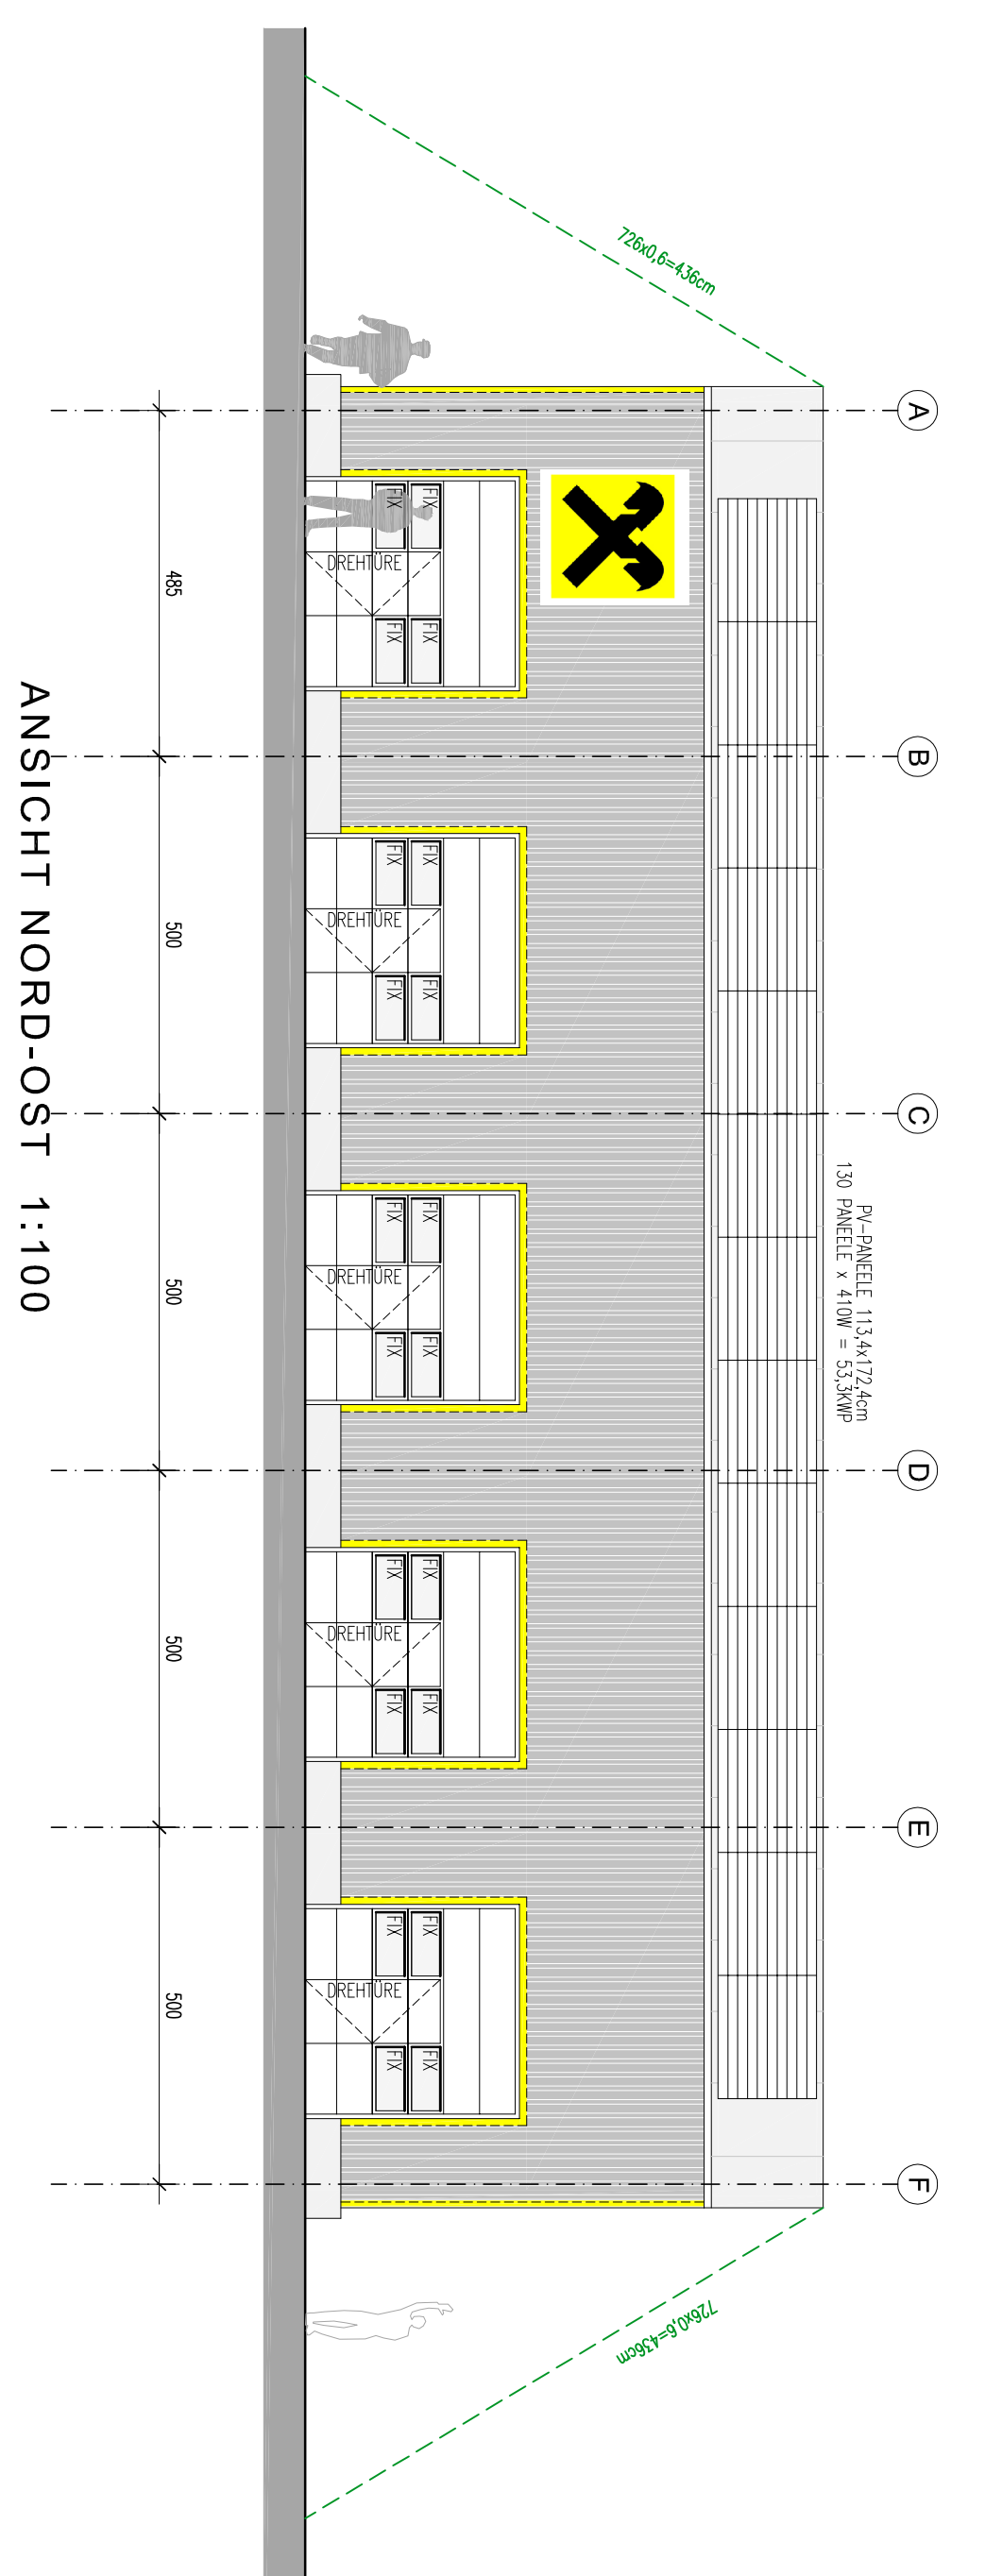 A B C D E F
726x0,6=436cm
PV-PANEELE 113,4x172,4cm
130 PANEELE x 410W = 53,3KWP
726x0,6=436cm
FIX FIX FIX FIX FIX FIX FIX FIX FIX FIX
FIX FIX FIX FIX FIX FIX FIX FIX FIX FIX
DREHTÜRE DREHTÜRE DREHTÜRE DREHTÜRE DREHTÜRE
485 500 500 500 500
ANSICHT NORD-OST 1:100